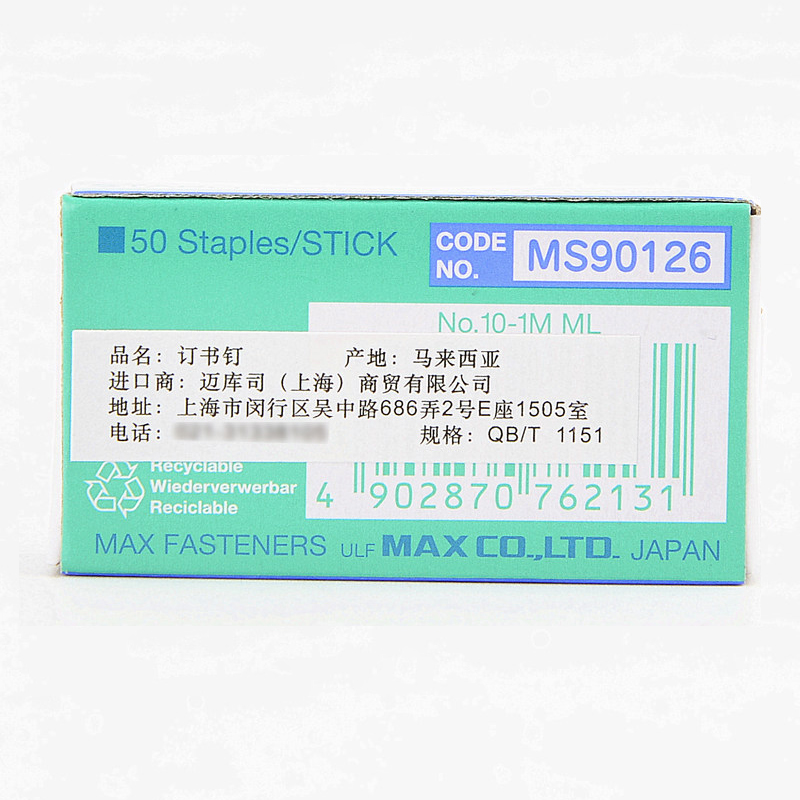 ■50 Staples/STICK
CODE NO. MS90126
No.10-1M ML
品名：订书钉 产地：马来西亚
进口商：迈库司（上海）商贸有限公司
地址：上海市闵行区吴中路686弄2号E座1505室
电话：
规格：QB/T 1151
Recyclable
Wiederverwerbar
Reciclable
4 902870 762131
MAX FASTENERS ULF MAX CO.,LTD. JAPAN